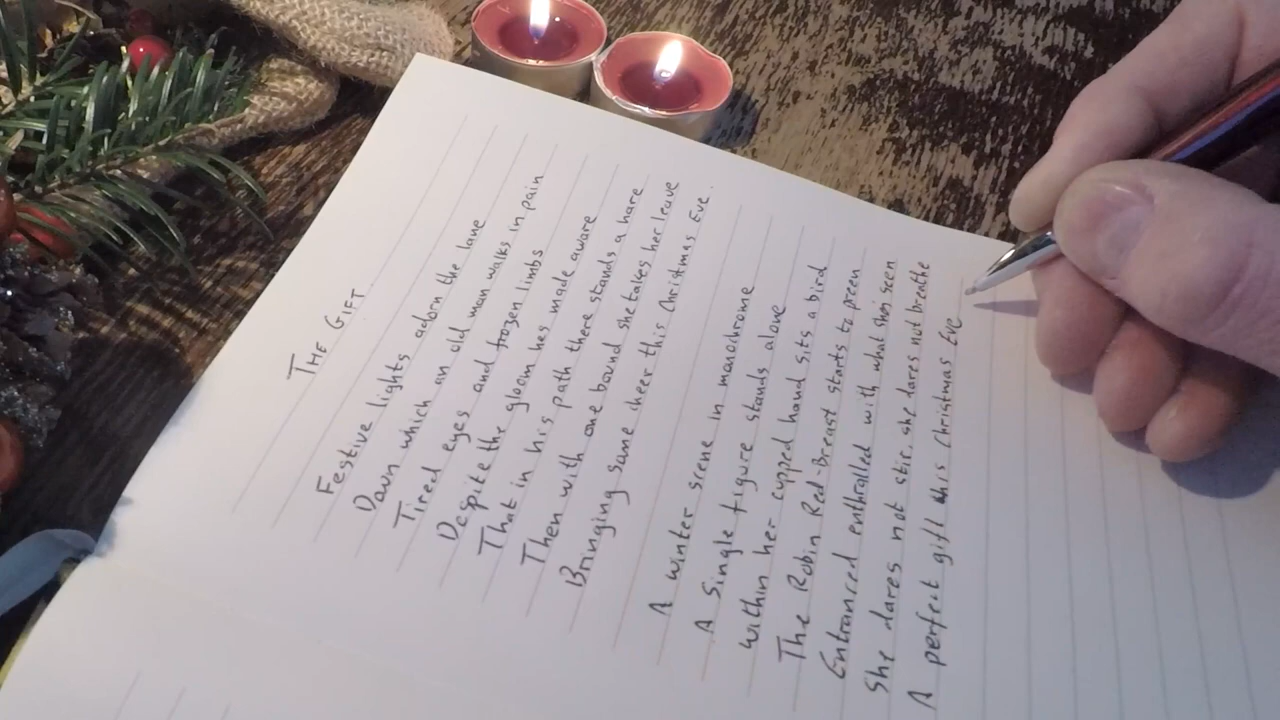 THE GIFT
Festive lights adorn the lane
Down which an old man walks in pain
Tired eyes and frozen limbs
Despite the gloom hes made aware
That in his path there stands a hare
Then with one bound she takes her leave
Bringing some cheer this Christmas Eve.
A winter scene in monochrome
A single figure stands alone
within her cupped hand sits a bird
The Robin Red-Breast starts to preen
Entranced enthralled with what she's seen
She dares not stir, she dares not breathe
A perfect gift this Christmas Eve